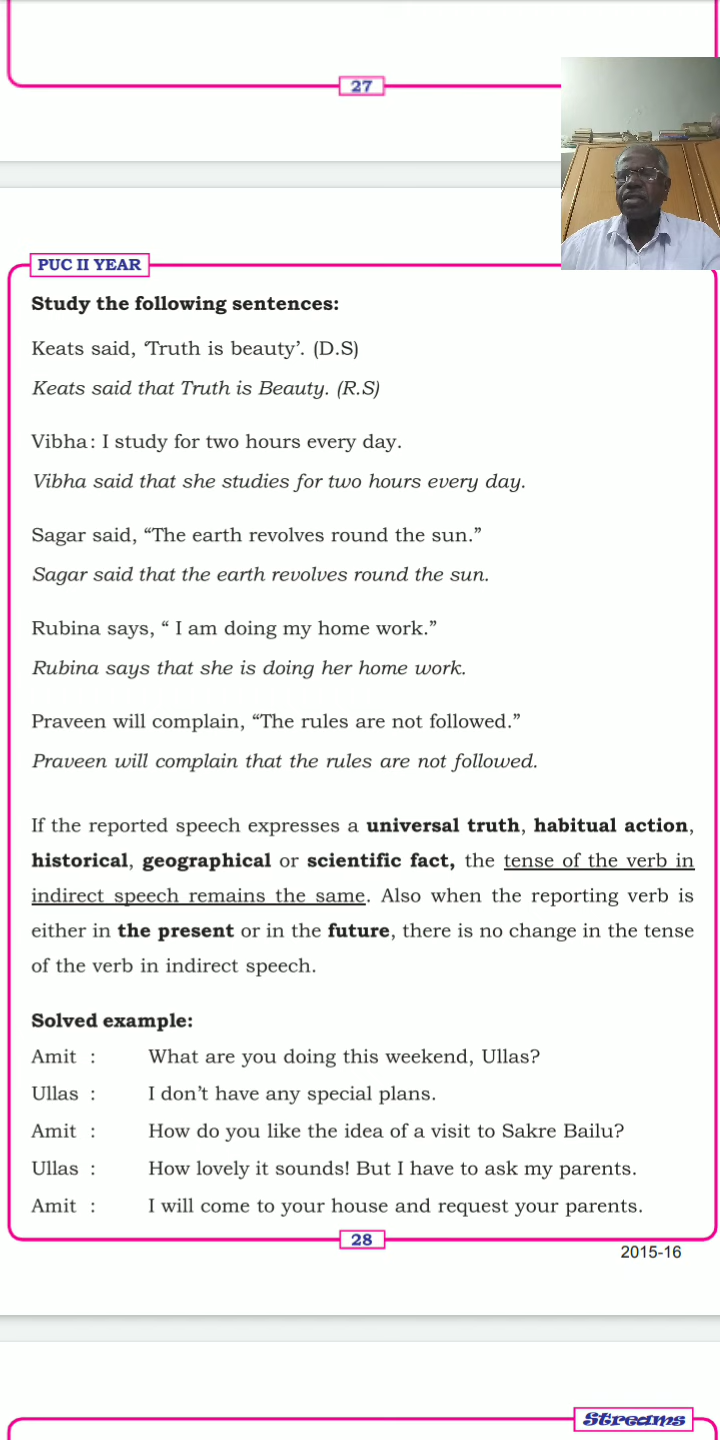 27
PUC II YEAR
Study the following sentences:
Keats said, ‘Truth is beauty’. (D.S)
Keats said that Truth is Beauty. (R.S)
Vibha : I study for two hours every day.
Vibha said that she studies for two hours every day.
Sagar said, “The earth revolves round the sun.”
Sagar said that the earth revolves round the sun.
Rubina says, “ I am doing my home work.”
Rubina says that she is doing her home work.
Praveen will complain, “The rules are not followed.”
Praveen will complain that the rules are not followed.
If the reported speech expresses a universal truth, habitual action,
historical, geographical or scientific fact, the tense of the verb in
indirect speech remains the same. Also when the reporting verb is
either in the present or in the future, there is no change in the tense
of the verb in indirect speech.
Solved example:
Amit : What are you doing this weekend, Ullas?
Ullas : I don’t have any special plans.
Amit : How do you like the idea of a visit to Sakre Bailu?
Ullas : How lovely it sounds! But I have to ask my parents.
Amit : I will come to your house and request your parents.
28
2015-16
Streams